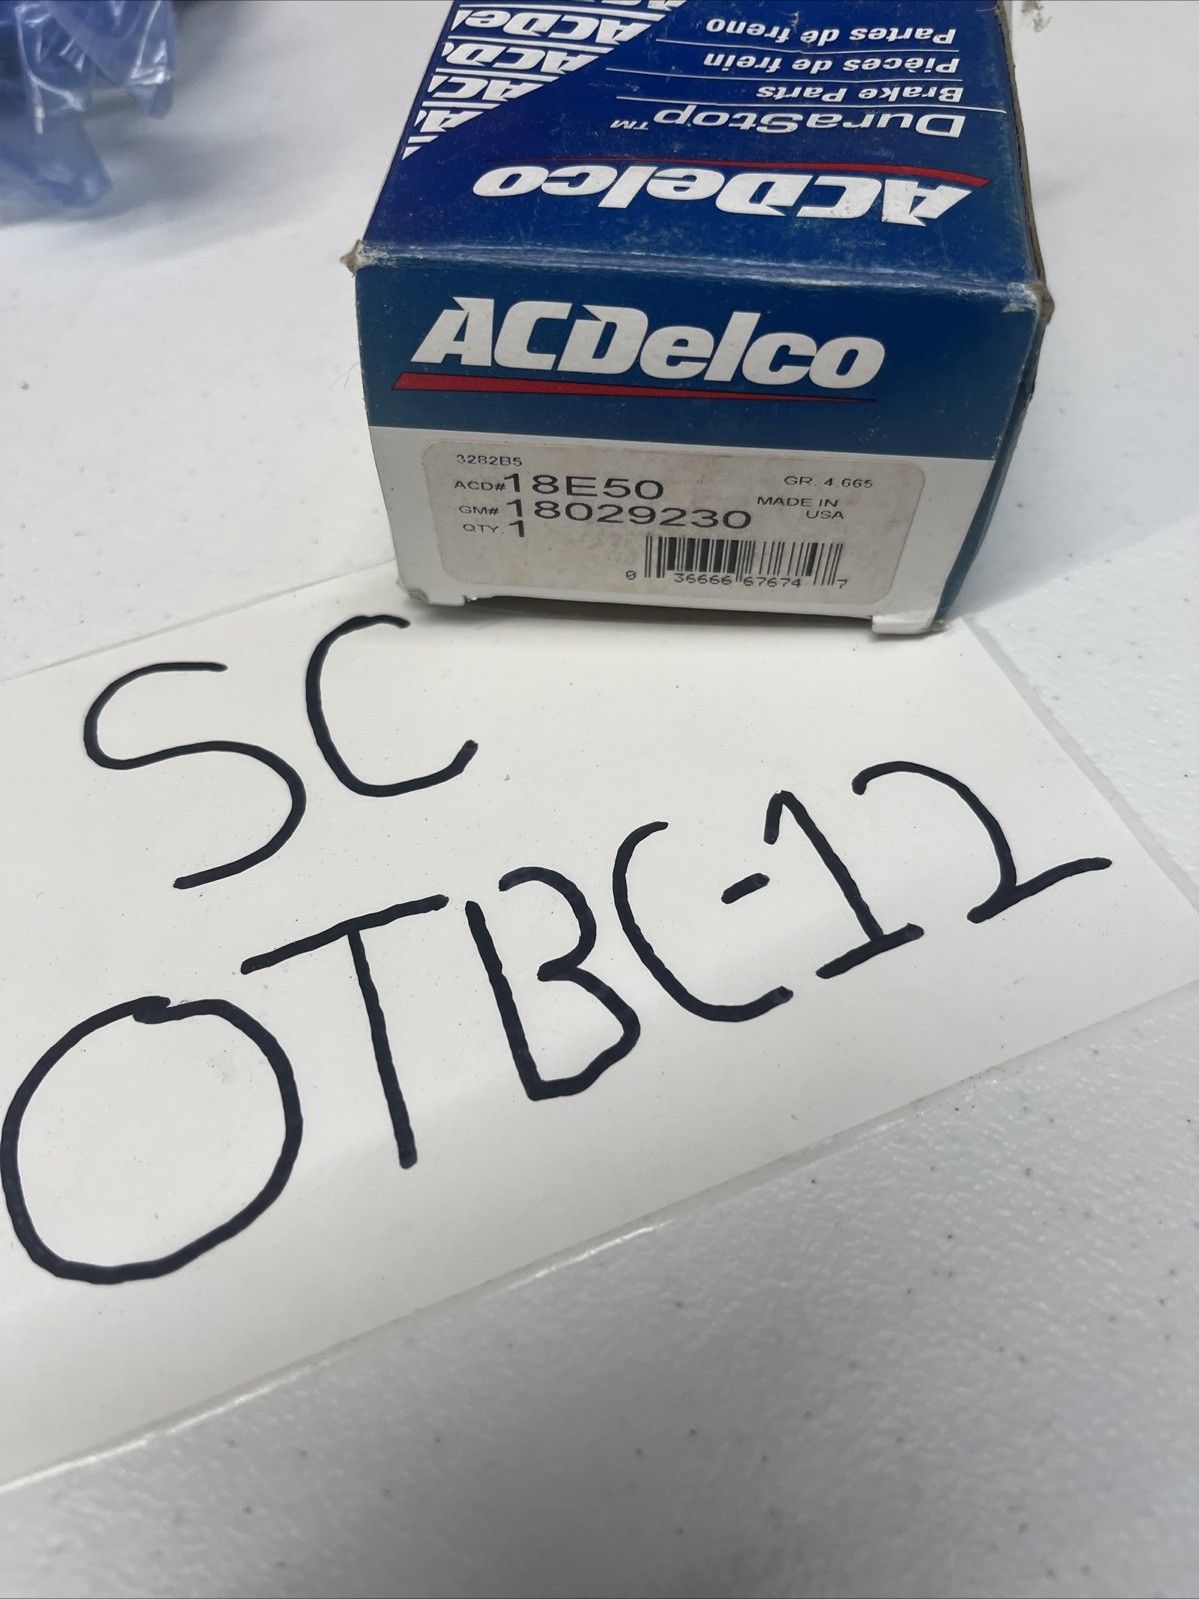 Partes de freno
Pièces de frein
Brake Parts
DuraStop™
ACDelco
ACDelco
3282B5
ACD# 18E50
GR. 4.665
GM# 18029230
MADE IN
USA
QTY. 1
0 36666 67674 7
SC
OTBC-12